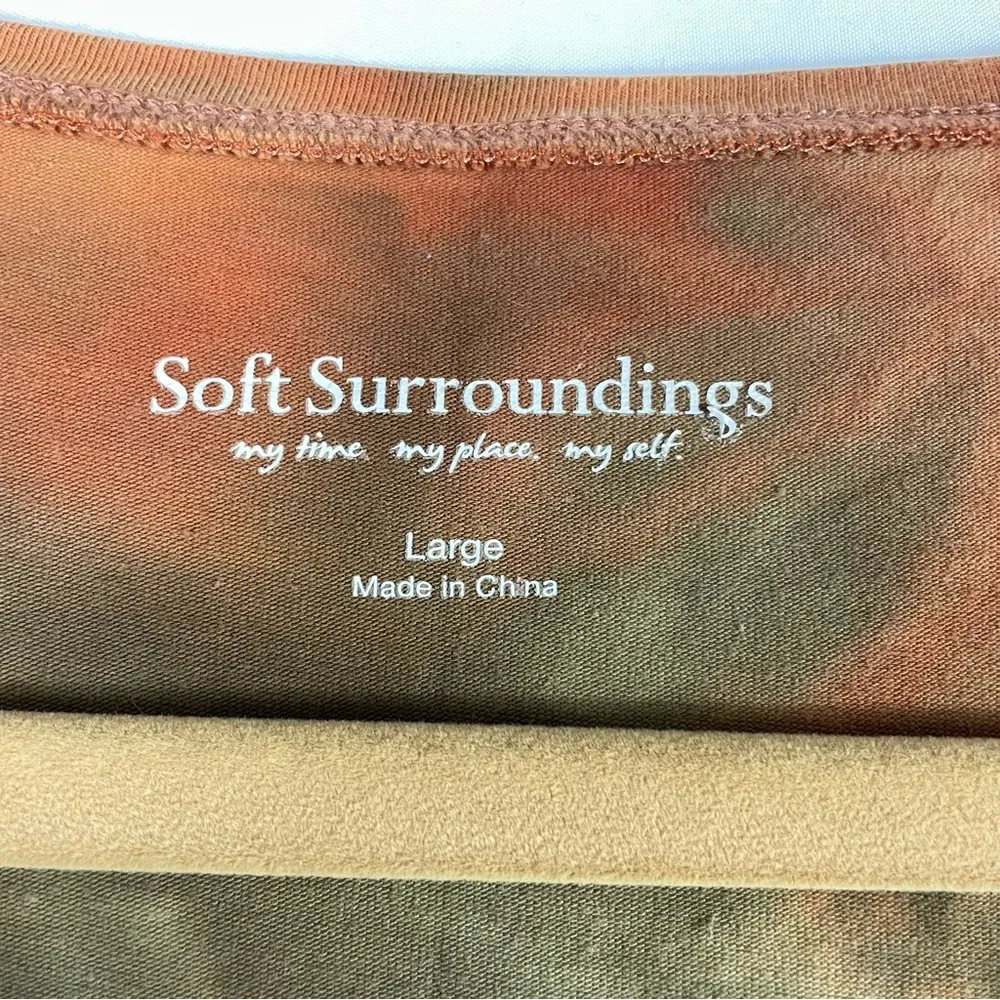 Soft Surroundings
my time. my place. my self.
Large
Made in China